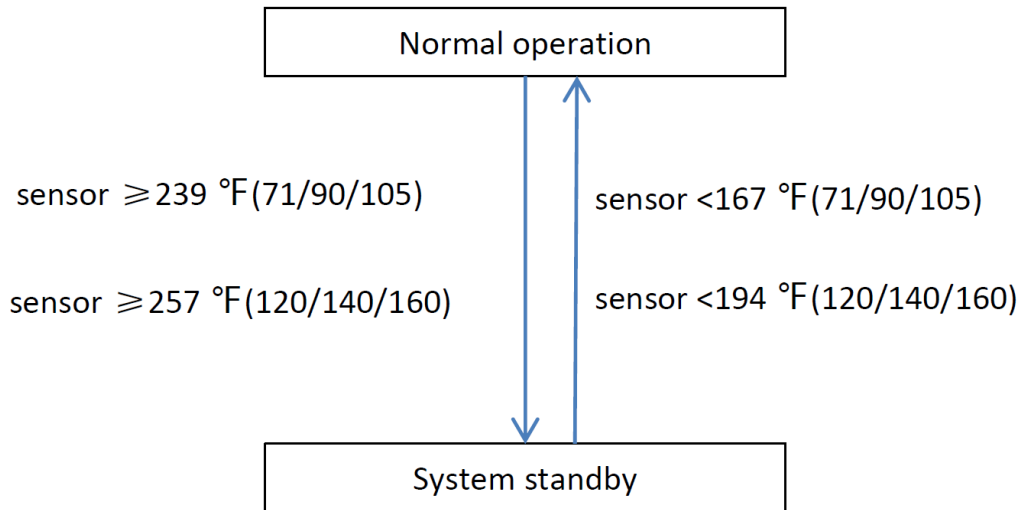 Normal operation
sensor ≥239 ℉(71/90/105)
sensor <167 ℉(71/90/105)
sensor ≥257 ℉(120/140/160)
sensor <194 ℉(120/140/160)
System standby